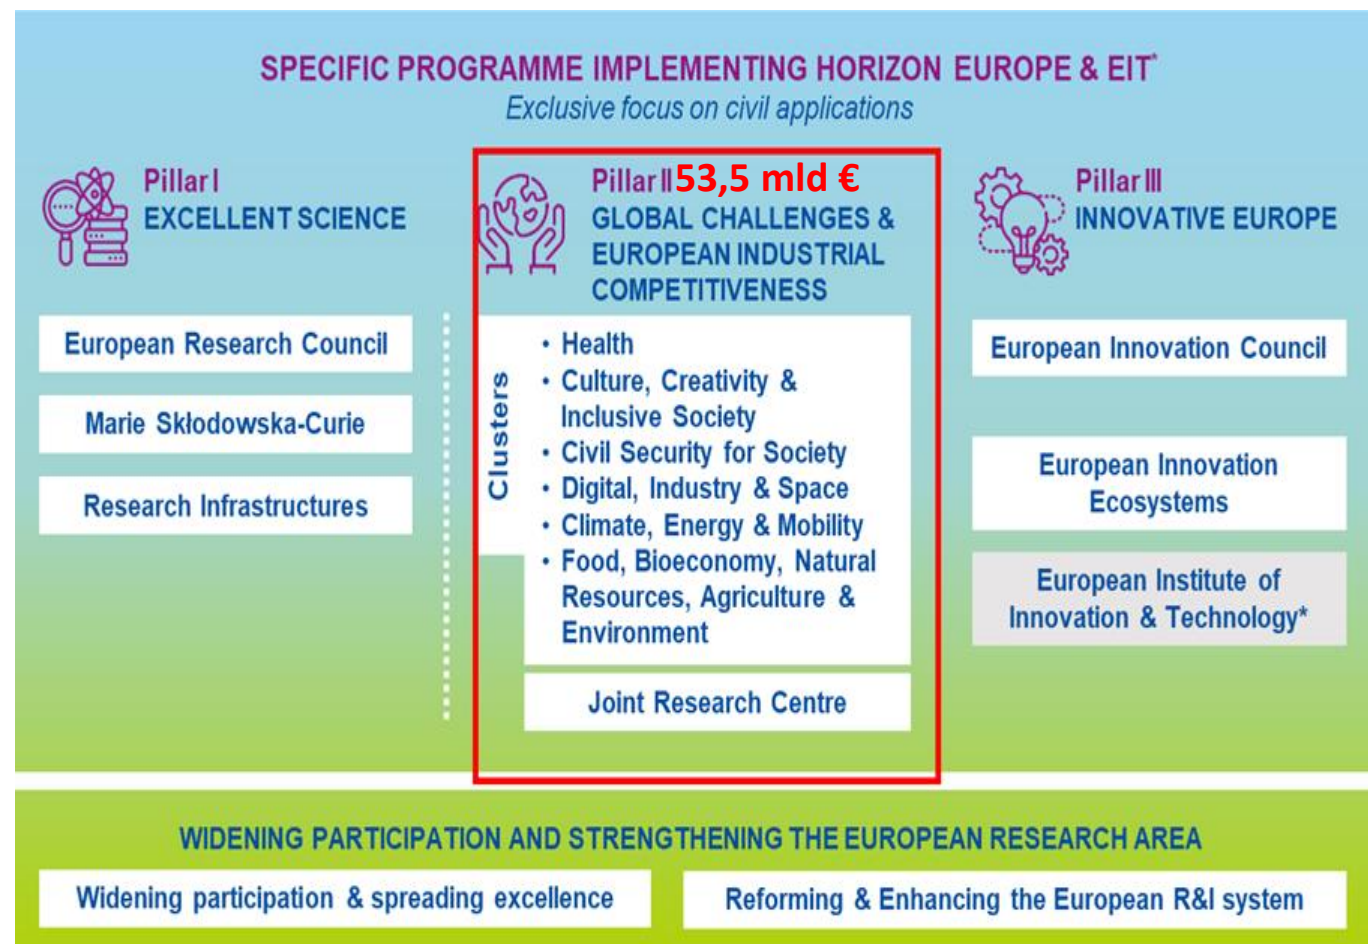 SPECIFIC PROGRAMME IMPLEMENTING HORIZON EUROPE & EIT*
Exclusive focus on civil applications
Pillar I
EXCELLENT SCIENCE
European Research Council
Marie Skłodowska-Curie
Research Infrastructures
Pillar II 53,5 mld €
GLOBAL CHALLENGES &
EUROPEAN INDUSTRIAL
COMPETITIVENESS
Clusters
• Health
• Culture, Creativity &
Inclusive Society
• Civil Security for Society
• Digital, Industry & Space
• Climate, Energy & Mobility
• Food, Bioeconomy, Natural
Resources, Agriculture &
Environment
Joint Research Centre
Pillar III
INNOVATIVE EUROPE
European Innovation Council
European Innovation
Ecosystems
European Institute of
Innovation & Technology*
WIDENING PARTICIPATION AND STRENGTHENING THE EUROPEAN RESEARCH AREA
Widening participation & spreading excellence
Reforming & Enhancing the European R&I system